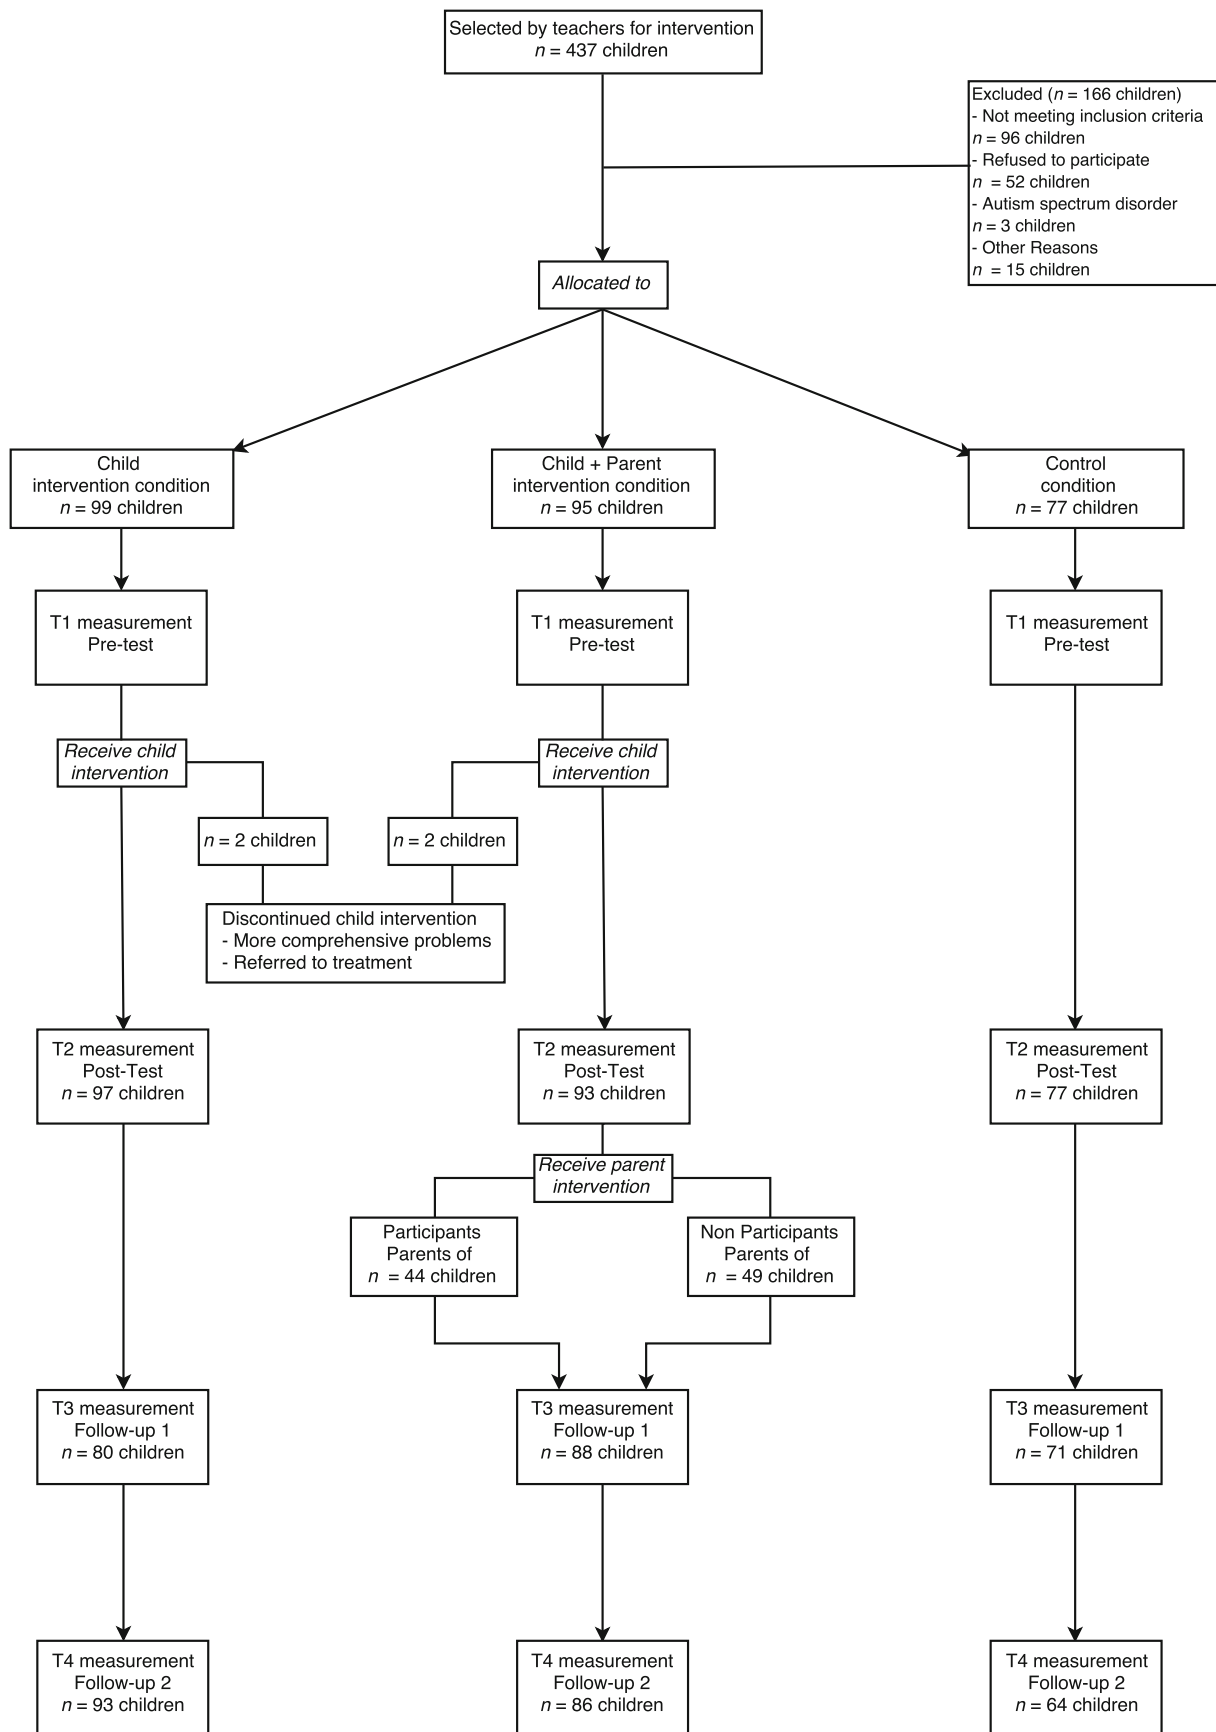 Selected by teachers for intervention
n = 437 children
Excluded (n = 166 children)
- Not meeting inclusion criteria
n = 96 children
- Refused to participate
n = 52 children
- Autism spectrum disorder
n = 3 children
- Other Reasons
n = 15 children
Allocated to
Child
intervention condition
n = 99 children
Child + Parent
intervention condition
n = 95 children
Control
condition
n = 77 children
T1 measurement
Pre-test
T1 measurement
Pre-test
T1 measurement
Pre-test
Receive child
intervention
Receive child
intervention
n = 2 children
n = 2 children
Discontinued child intervention
- More comprehensive problems
- Referred to treatment
T2 measurement
Post-Test
n = 97 children
T2 measurement
Post-Test
n = 93 children
T2 measurement
Post-Test
n = 77 children
Receive parent
intervention
Participants
Parents of
n = 44 children
Non Participants
Parents of
n = 49 children
T3 measurement
Follow-up 1
n = 80 children
T3 measurement
Follow-up 1
n = 88 children
T3 measurement
Follow-up 1
n = 71 children
T4 measurement
Follow-up 2
n = 93 children
T4 measurement
Follow-up 2
n = 86 children
T4 measurement
Follow-up 2
n = 64 children